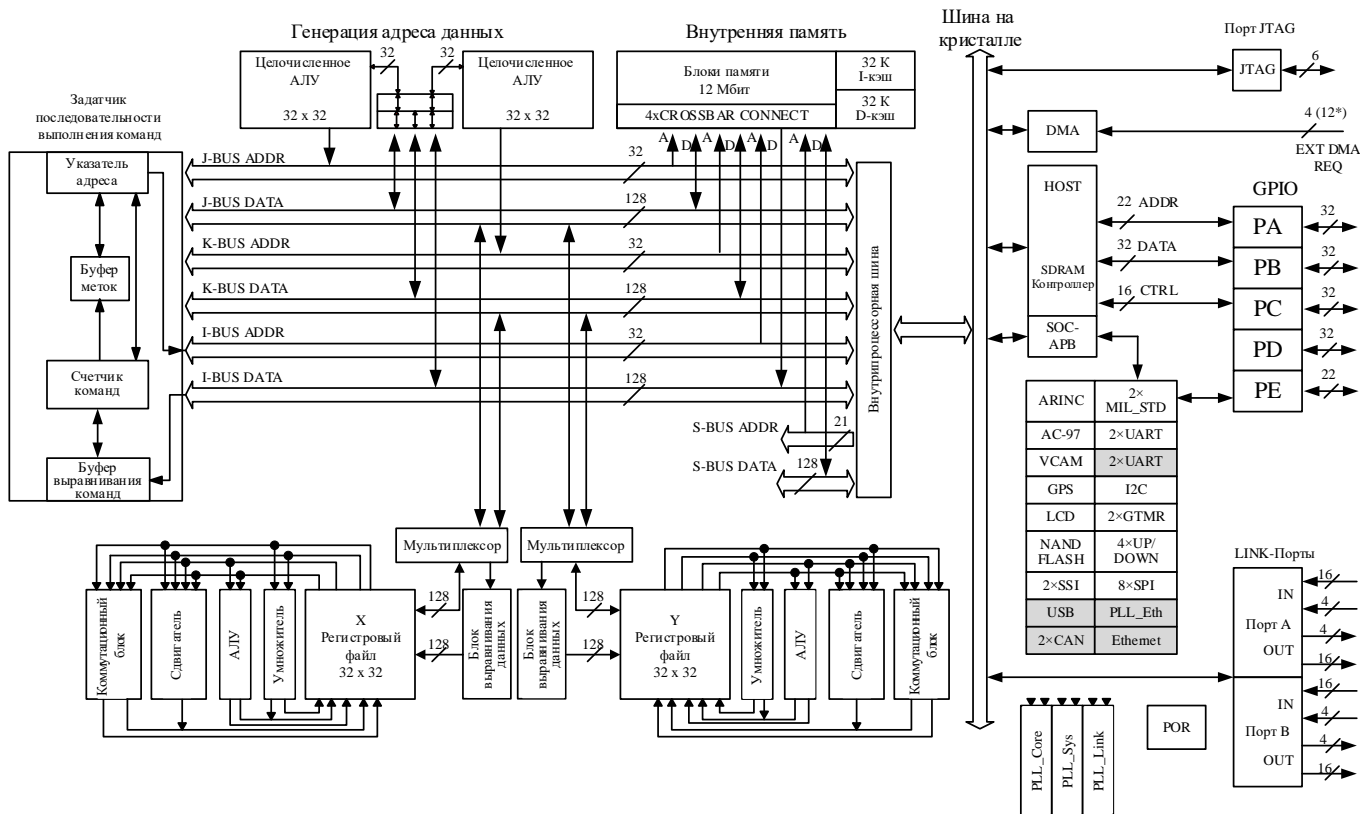 Генерация адреса данных
Внутренняя память
Шина на
кристалле
Порт JTAG
Целочисленное
АЛУ
32 x 32
32
32
Целочисленное
АЛУ
32 x 32
Блоки памяти
12 Мбит
4xCROSSBAR CONNECT
32 К
I-кэш
32 К
D-кэш
JTAG
6
DMA
4 (12*)
EXT DMA
REQ
Задатчик
последовательности
выполнения команд
Указатель
адреса
Буфер
меток
Счетчик
команд
Буфер
выравнивания
команд
A
D
A
D
A
D
A
D
J-BUS ADDR
32
J-BUS DATA
128
K-BUS ADDR
32
K-BUS DATA
128
I-BUS ADDR
32
I-BUS DATA
128
S-BUS ADDR
21
S-BUS DATA
128
Внутрипроцессорная шина
HOST
SDRAM
Контроллер
SOC-
APB
22 ADDR
32 DATA
16 CTRL
GPIO
PA
32
PB
32
PC
32
PD
32
PE
22
ARINC
2×
MIL_STD
AC-97
2×UART
VCAM
2×UART
GPS
I2C
LCD
2×GTMR
NAND
FLASH
4×UP/
DOWN
2×SSI
8×SPI
USB
PLL_Eth
2×CAN
Ethernet
Мультиплексор
Мультиплексор
Коммутационный
блок
Сдвигатель
АЛУ
Умножитель
X
Регистровый
файл
32 x 32
128
128
Блок
выравнивания
данных
Блок
выравнивания
данных
128
128
Y
Регистровый
файл
32 x 32
Умножитель
АЛУ
Сдвигатель
Коммутационный
блок
LINK-Порты
IN
Порт А
OUT
16
4
4
16
IN
Порт В
OUT
16
4
4
16
PLL_Core
PLL_Sys
PLL_Link
POR